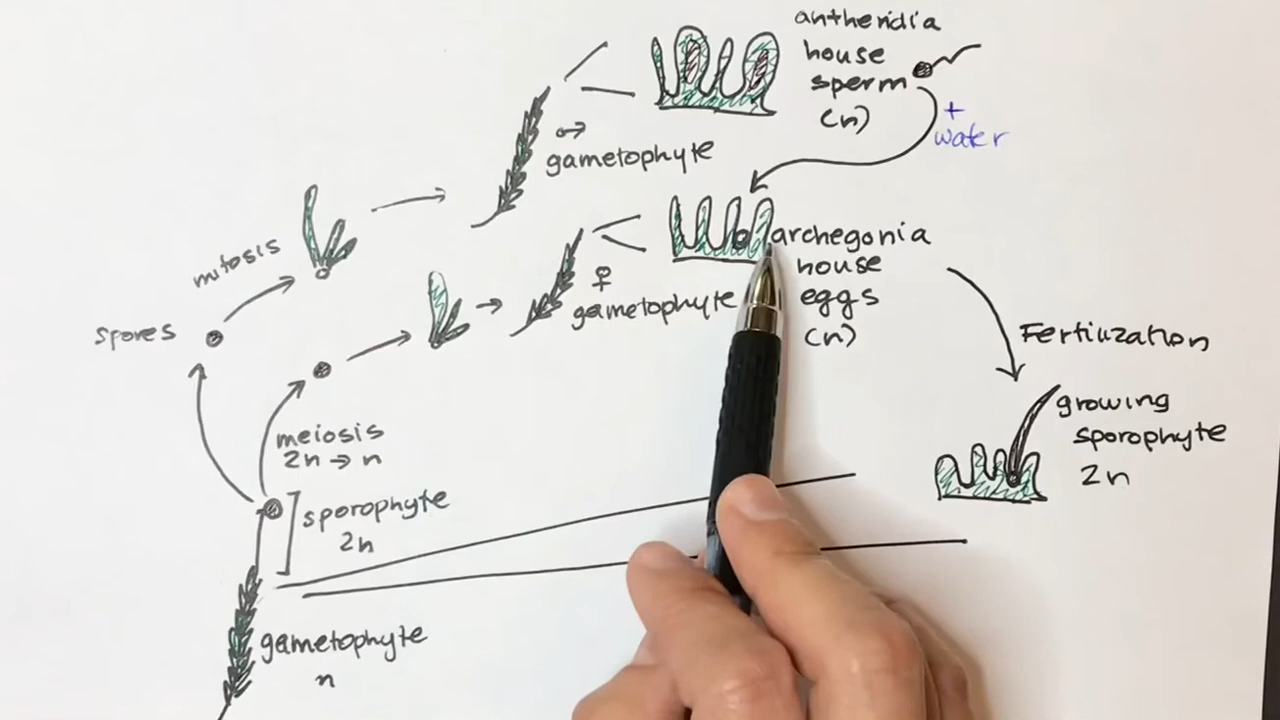 antheridia
house
sperm
(n)
+
water
♂
gametophyte
mitosis
archegonia
house
eggs
(n)
♀
gametophyte
spores
Fertilization
growing
sporophyte
2n
meiosis
2n → n
sporophyte
2n
gametophyte
n